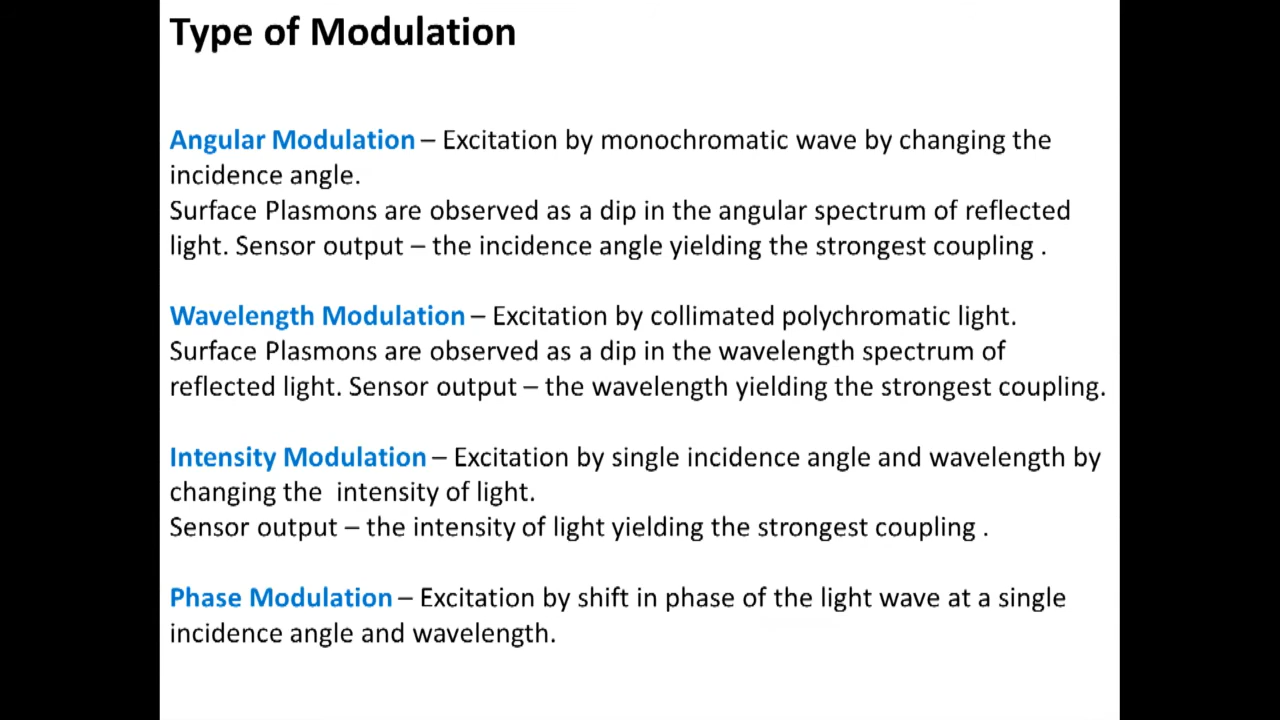 Type of Modulation
Angular Modulation – Excitation by monochromatic wave by changing the
incidence angle.
Surface Plasmons are observed as a dip in the angular spectrum of reflected
light. Sensor output – the incidence angle yielding the strongest coupling .
Wavelength Modulation – Excitation by collimated polychromatic light.
Surface Plasmons are observed as a dip in the wavelength spectrum of
reflected light. Sensor output – the wavelength yielding the strongest coupling.
Intensity Modulation – Excitation by single incidence angle and wavelength by
changing the  intensity of light.
Sensor output – the intensity of light yielding the strongest coupling .
Phase Modulation – Excitation by shift in phase of the light wave at a single
incidence angle and wavelength.